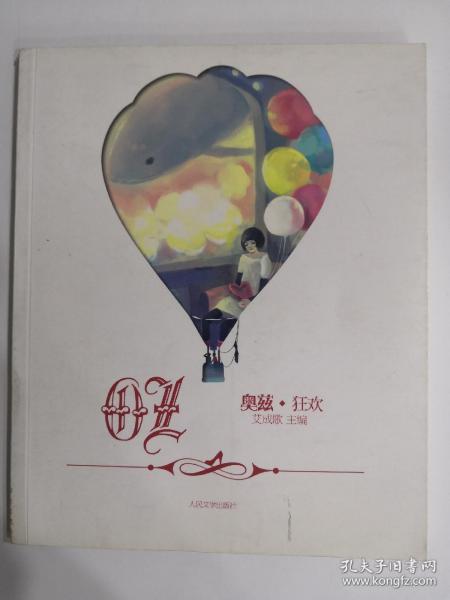 OZ
奥兹·狂欢
艾成歌 主编
人民文学出版社
孔夫子旧书网
www.kongfz.com